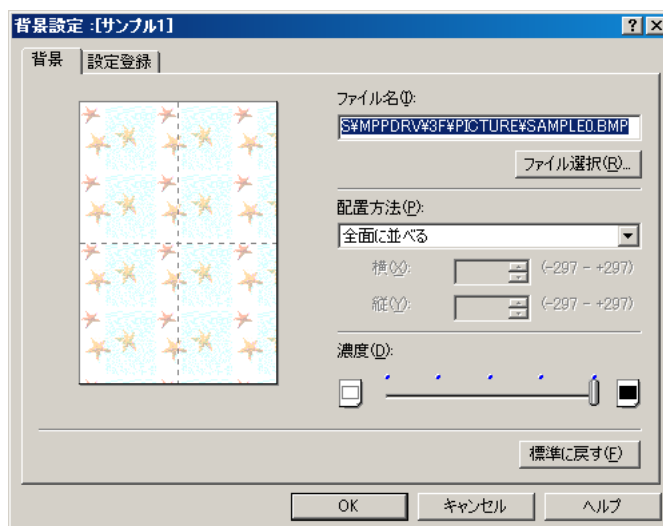 背景設定 :[サンプル1]
背景 設定登録
ファイル名(I):
S¥MPPDRV¥3F¥PICTURE¥SAMPLE0.BMP
ファイル選択(R)...
配置方法(P):
全面に並べる
横(X): (-297 - +297)
縦(Y): (-297 - +297)
濃度(D):
標準に戻す(F)
OK キャンセル ヘルプ